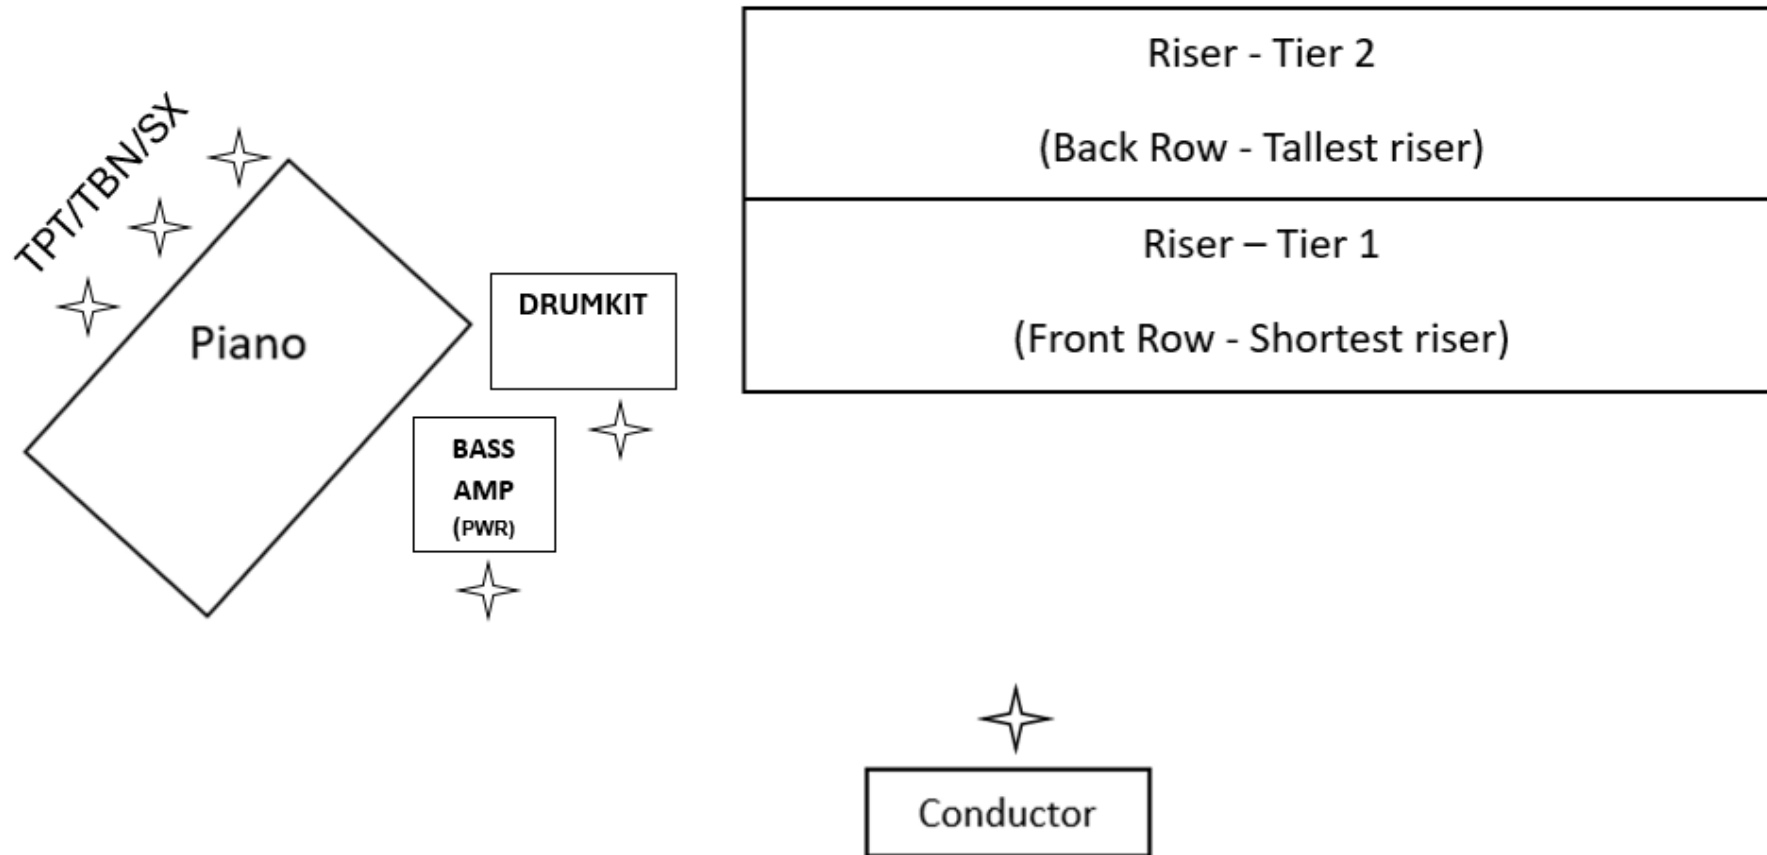 Riser - Tier 2
(Back Row - Tallest riser)
Riser – Tier 1
(Front Row - Shortest riser)
TPT/TBN/SX
Piano
DRUMKIT
BASS
AMP
(PWR)
Conductor